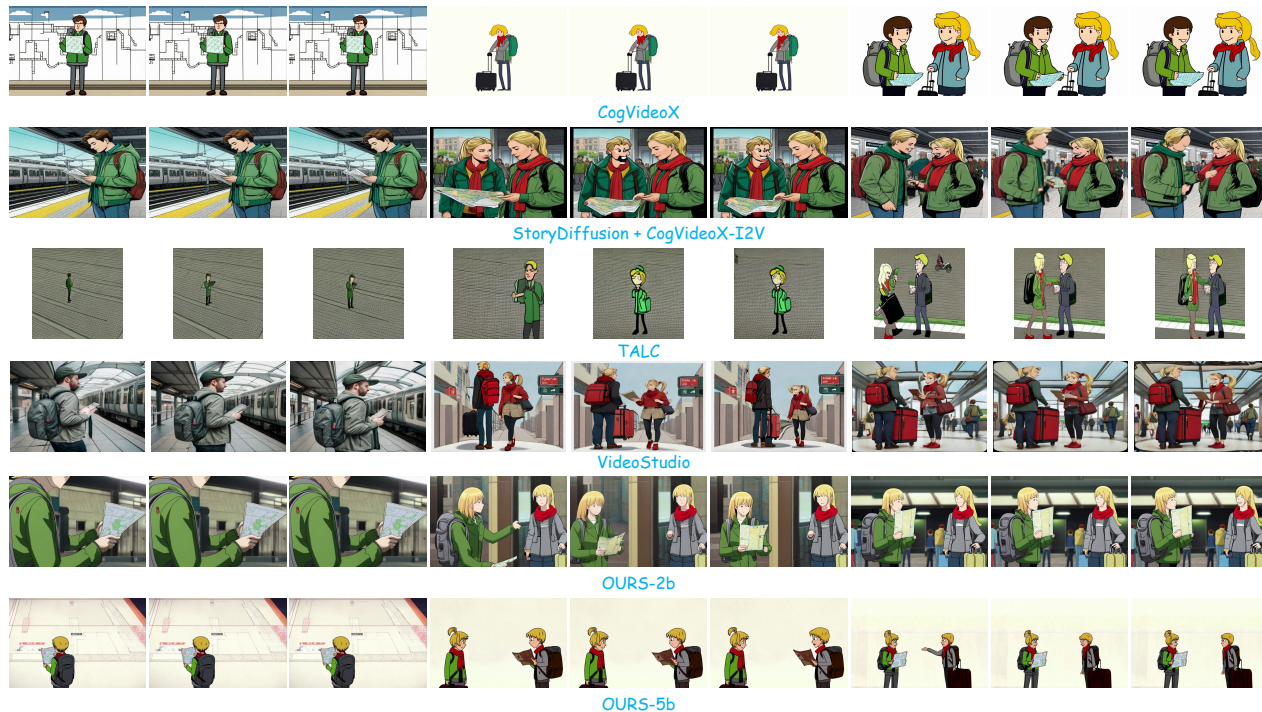 CogVideoX
StoryDiffusion + CogVideoX-I2V
TALC
VideoStudio
OURS-2b
OURS-5b